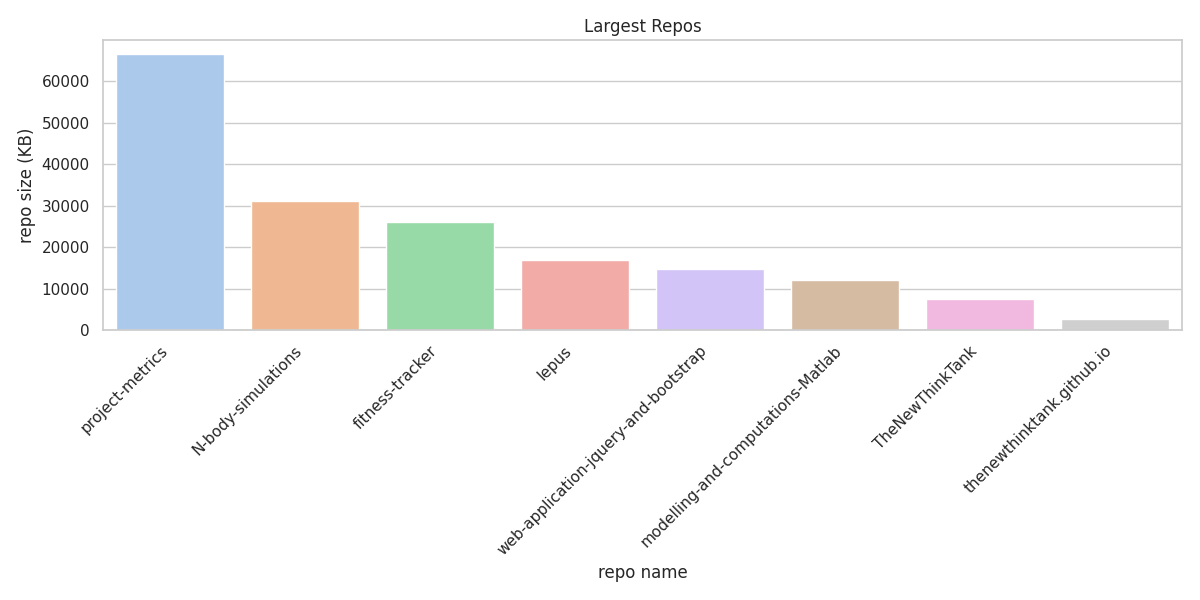 Largest Repos
repo size (KB)
60000
50000
40000
30000
20000
10000
0
project-metrics
N-body-simulations
fitness-tracker
lepus
web-application-jquery-and-bootstrap
modelling-and-computations-Matlab
TheNewThinkTank
thenewthinktank.github.io
repo name